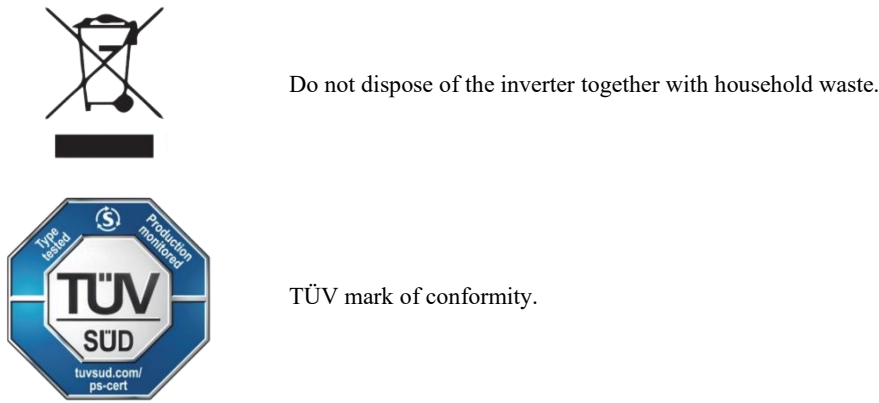 Do not dispose of the inverter together with household waste.
Type
tested
S
Production
monitored
TÜV
SÜD
tuvsud.com/
ps-cert
TÜV mark of conformity.